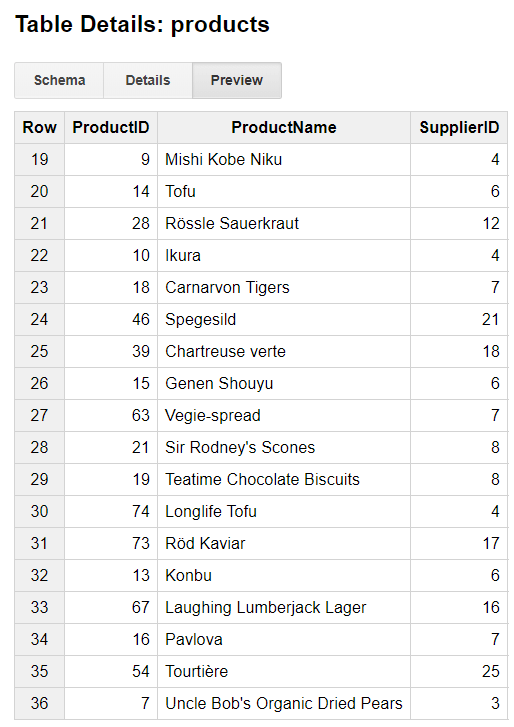 Table Details: products
Schema Details Preview
Row ProductID ProductName SupplierID
19 9 Mishi Kobe Niku 4
20 14 Tofu 6
21 28 Rössle Sauerkraut 12
22 10 Ikura 4
23 18 Carnarvon Tigers 7
24 46 Spegesild 21
25 39 Chartreuse verte 18
26 15 Genen Shouyu 6
27 63 Vegie-spread 7
28 21 Sir Rodney's Scones 8
29 19 Teatime Chocolate Biscuits 8
30 74 Longlife Tofu 4
31 73 Röd Kaviar 17
32 13 Konbu 6
33 67 Laughing Lumberjack Lager 16
34 16 Pavlova 7
35 54 Tourtière 25
36 7 Uncle Bob's Organic Dried Pears 3